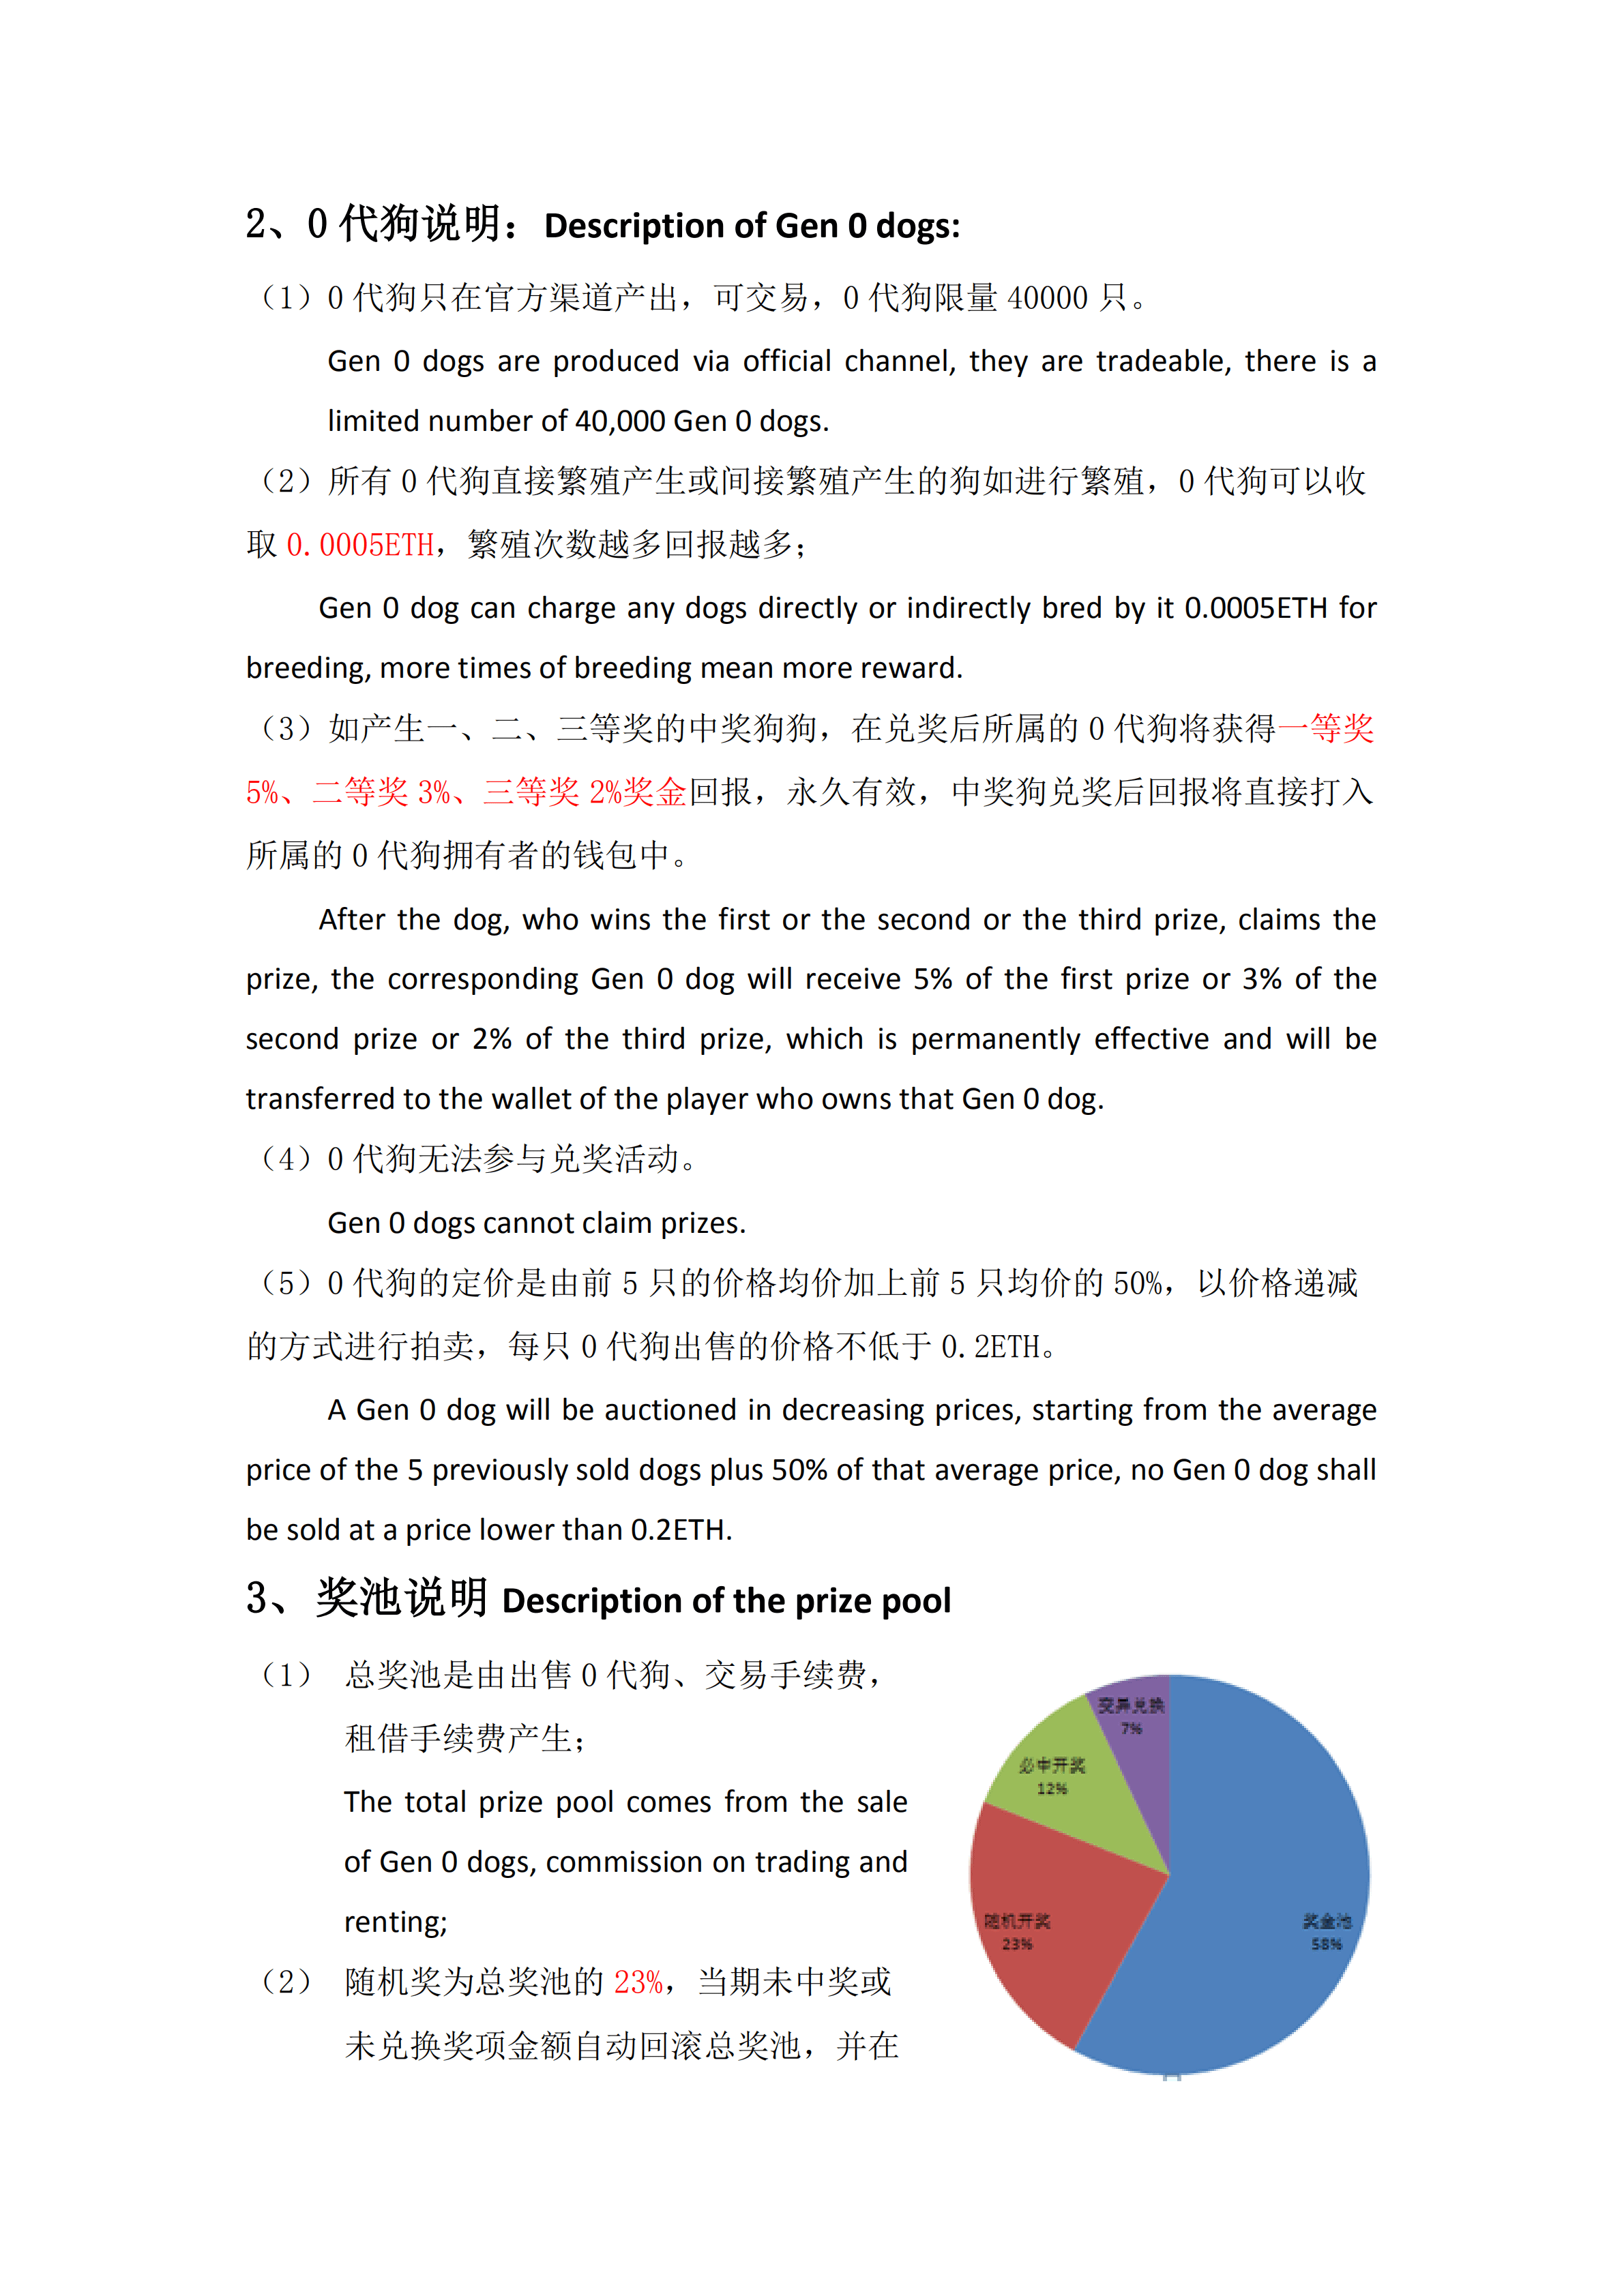 2、0 代狗说明：Description of Gen 0 dogs:
（1）0 代狗只在官方渠道产出，可交易，0 代狗限量 40000 只。
Gen 0 dogs are produced via official channel, they are tradeable, there is a
limited number of 40,000 Gen 0 dogs.
（2）所有 0 代狗直接繁殖产生或间接繁殖产生的狗如进行繁殖，0 代狗可以收
取 0.0005ETH，繁殖次数越多回报越多；
Gen 0 dog can charge any dogs directly or indirectly bred by it 0.0005ETH for
breeding, more times of breeding mean more reward.
（3）如产生一、二、三等奖的中奖狗狗，在兑奖后所属的 0 代狗将获得一等奖
5%、二等奖 3%、三等奖 2%奖金回报，永久有效，中奖狗兑奖后回报将直接打入
所属的 0 代狗拥有者的钱包中。
After the dog, who wins the first or the second or the third prize, claims the
prize, the corresponding Gen 0 dog will receive 5% of the first prize or 3% of the
second prize or 2% of the third prize, which is permanently effective and will be
transferred to the wallet of the player who owns that Gen 0 dog.
（4）0 代狗无法参与兑奖活动。
Gen 0 dogs cannot claim prizes.
（5）0 代狗的定价是由前 5 只的价格均价加上前 5 只均价的 50%，以价格递减
的方式进行拍卖，每只 0 代狗出售的价格不低于 0.2ETH。
A Gen 0 dog will be auctioned in decreasing prices, starting from the average
price of the 5 previously sold dogs plus 50% of that average price, no Gen 0 dog shall
be sold at a price lower than 0.2ETH.
3、奖池说明 Description of the prize pool
（1） 总奖池是由出售 0 代狗、交易手续费，
租借手续费产生；
The total prize pool comes from the sale
of Gen 0 dogs, commission on trading and
renting;
（2） 随机奖为总奖池的 23%，当期未中奖或
未兑换奖项金额自动回滚总奖池，并在
变异兑换
7%
必中开奖
12%
随机开奖
23%
奖金池
58%